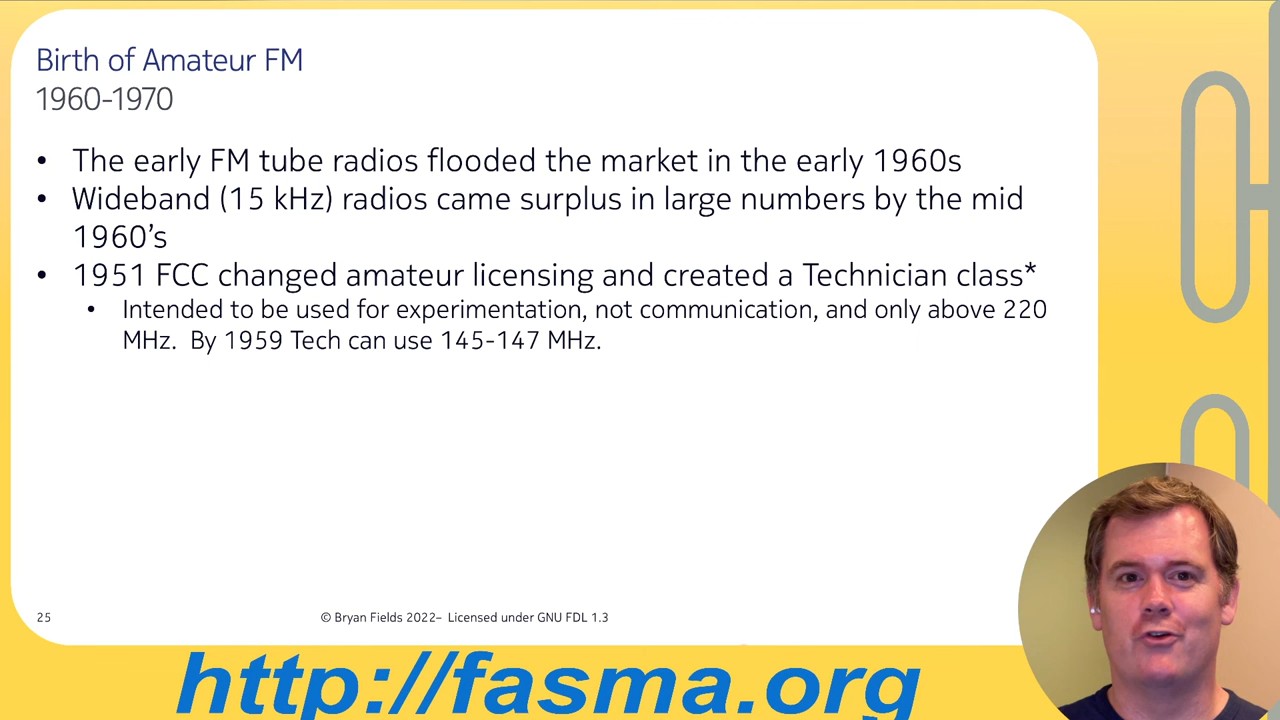 Birth of Amateur FM
1960-1970
• The early FM tube radios flooded the market in the early 1960s
• Wideband (15 kHz) radios came surplus in large numbers by the mid
1960’s
• 1951 FCC changed amateur licensing and created a Technician class*
• Intended to be used for experimentation, not communication, and only above 220
MHz. By 1959 Tech can use 145-147 MHz.
25
© Bryan Fields 2022– Licensed under GNU FDL 1.3
http://fasma.org